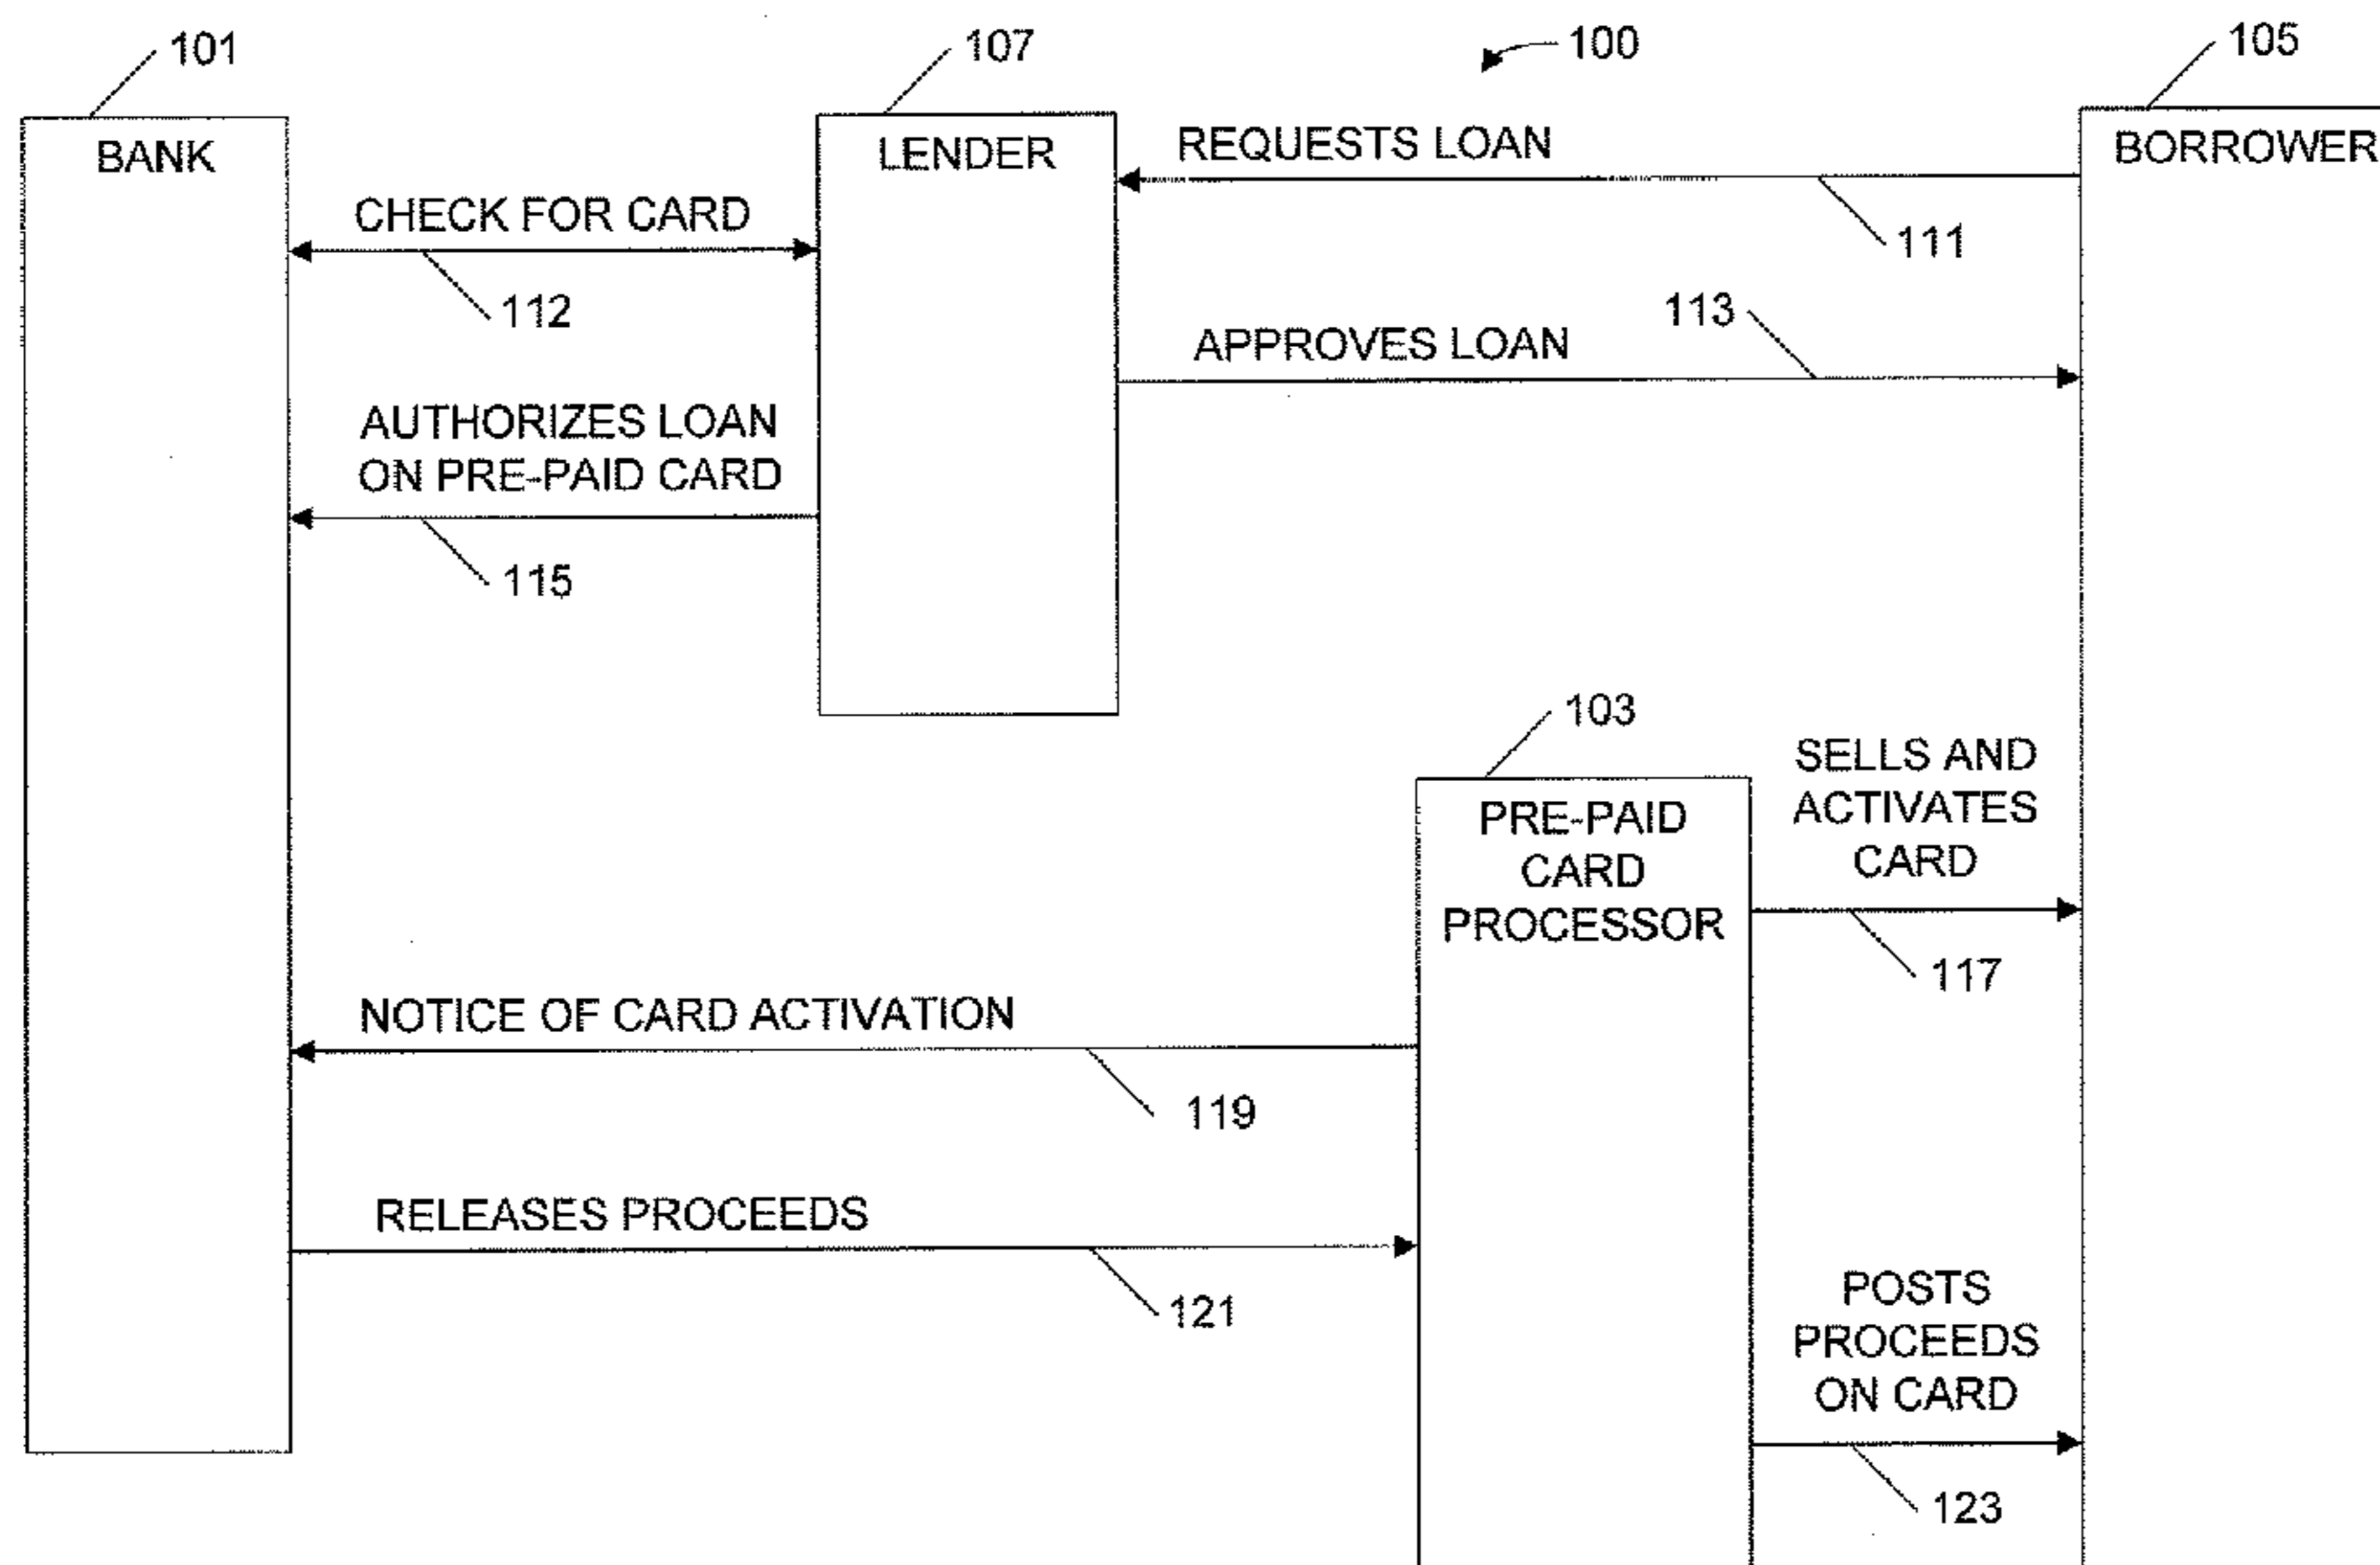 101
107
100
105
BANK
LENDER
REQUESTS LOAN
BORROWER
CHECK FOR CARD
111
112
113
APPROVES LOAN
AUTHORIZES LOAN
ON PRE-PAID CARD
115
103
SELLS AND
ACTIVATES
CARD
PRE-PAID
CARD
PROCESSOR
117
NOTICE OF CARD ACTIVATION
119
RELEASES PROCEEDS
121
POSTS
PROCEEDS
ON CARD
123